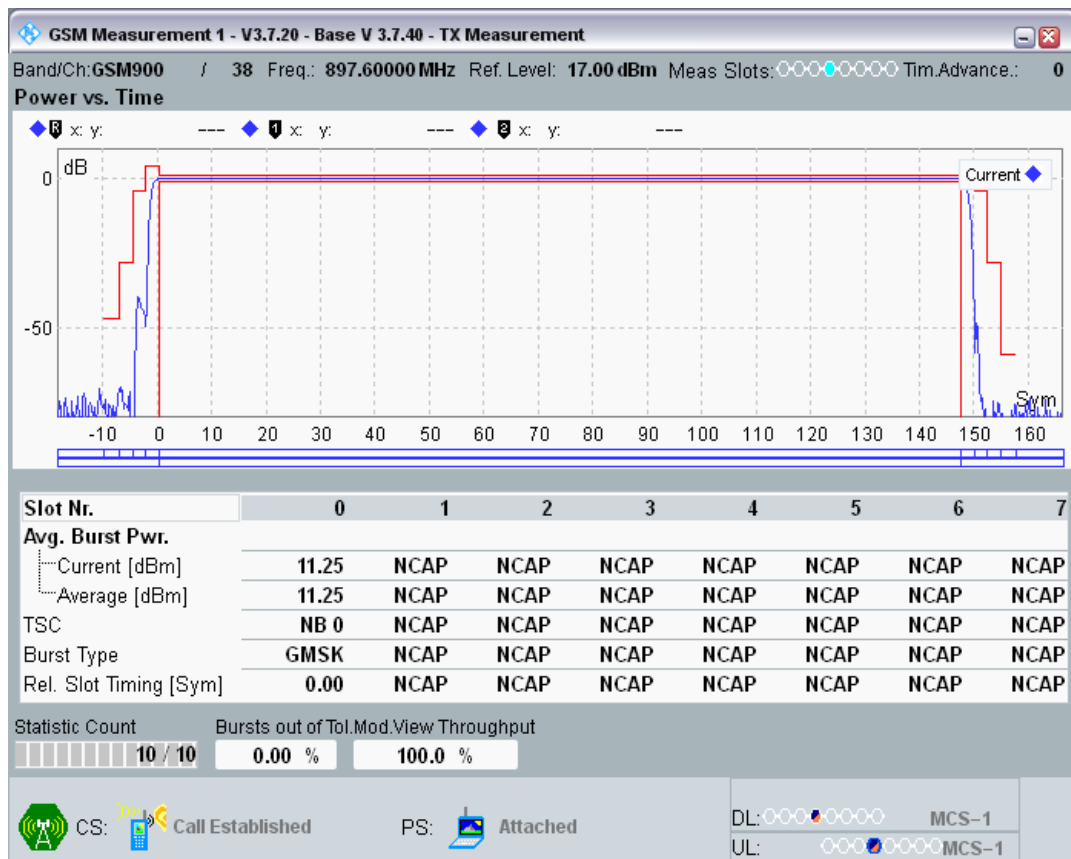 GSM Measurement 1 - V3.7.20 - Base V 3.7.40 - TX Measurement
Band/Ch:GSM900 / 38 Freq.: 897.60000 MHz Ref. Level: 17.00 dBm Meas Slots: Tim.Advance.: 0
Power vs. Time
R x: y: --- 1 x: y: --- 2 x: y: ---
dB
Current
0
-50
Sym
-10 0 10 20 30 40 50 60 70 80 90 100 110 120 130 140 150 160
Slot Nr. 0 1 2 3 4 5 6 7
Avg. Burst Pwr.
Current [dBm] 11.25 NCAP NCAP NCAP NCAP NCAP NCAP NCAP
Average [dBm] 11.25 NCAP NCAP NCAP NCAP NCAP NCAP NCAP
TSC NB 0 NCAP NCAP NCAP NCAP NCAP NCAP NCAP
Burst Type GMSK NCAP NCAP NCAP NCAP NCAP NCAP NCAP
Rel. Slot Timing [Sym] 0.00 NCAP NCAP NCAP NCAP NCAP NCAP NCAP
Statistic Count Bursts out of Tol.Mod.View Throughput
10 / 10 0.00 % 100.0 %
CS: Call Established PS: Attached
DL: MCS-1
UL: MCS-1